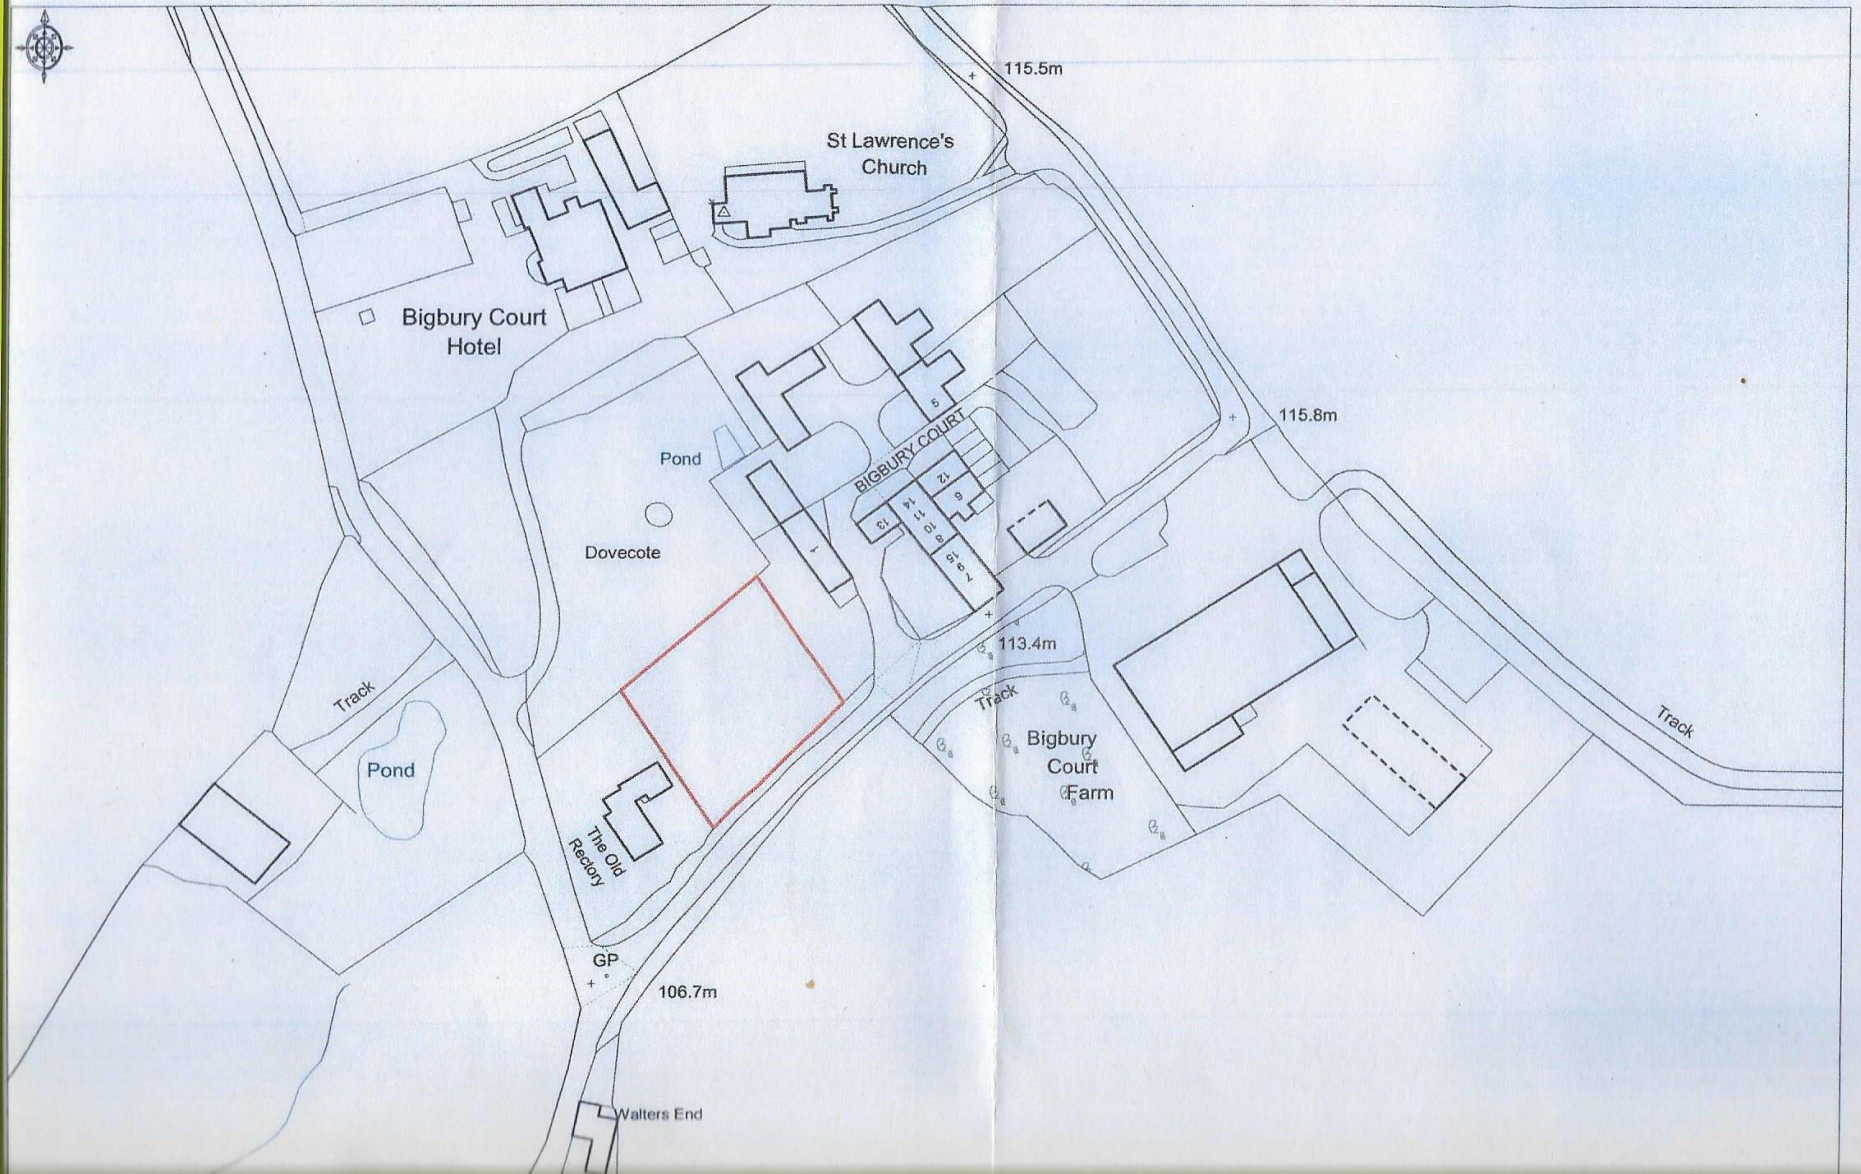 115.5m
St Lawrence's
Church
Bigbury Court
Hotel
115.8m
5
BIGBURY COURT
Pond
12
6
14
11
10
8
13
15
9
7
1
Dovecote
113.4m
Track
Track
Track
Bigbury
Court
Farm
Pond
The Old
Rectory
GP
106.7m
Walters End